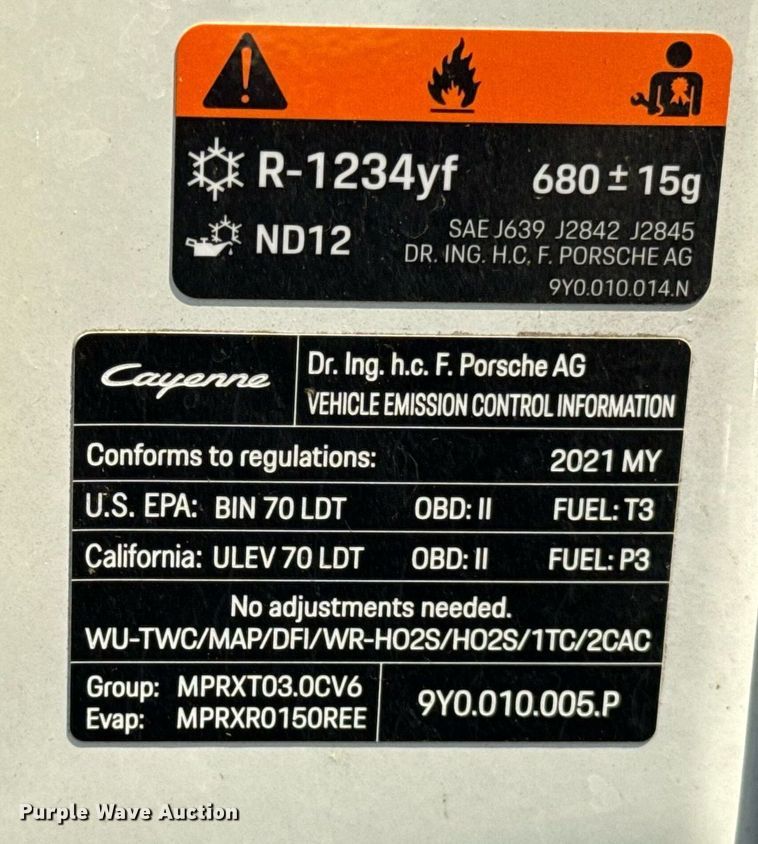 R-1234yf 680 ± 15g
ND12 SAE J639 J2842 J2845
DR. ING. H.C. F. PORSCHE AG
9Y0.010.014.N
Cayenne Dr. Ing. h.c. F. Porsche AG
VEHICLE EMISSION CONTROL INFORMATION
Conforms to regulations: 2021 MY
U.S. EPA: BIN 70 LDT OBD: II FUEL: T3
California: ULEV 70 LDT OBD: II FUEL: P3
No adjustments needed.
WU-TWC/MAP/DFI/WR-HO2S/HO2S/1TC/2CAC
Group: MPRXT03.0CV6
Evap: MPRXR0150REE
9Y0.010.005.P
Purple Wave Auction